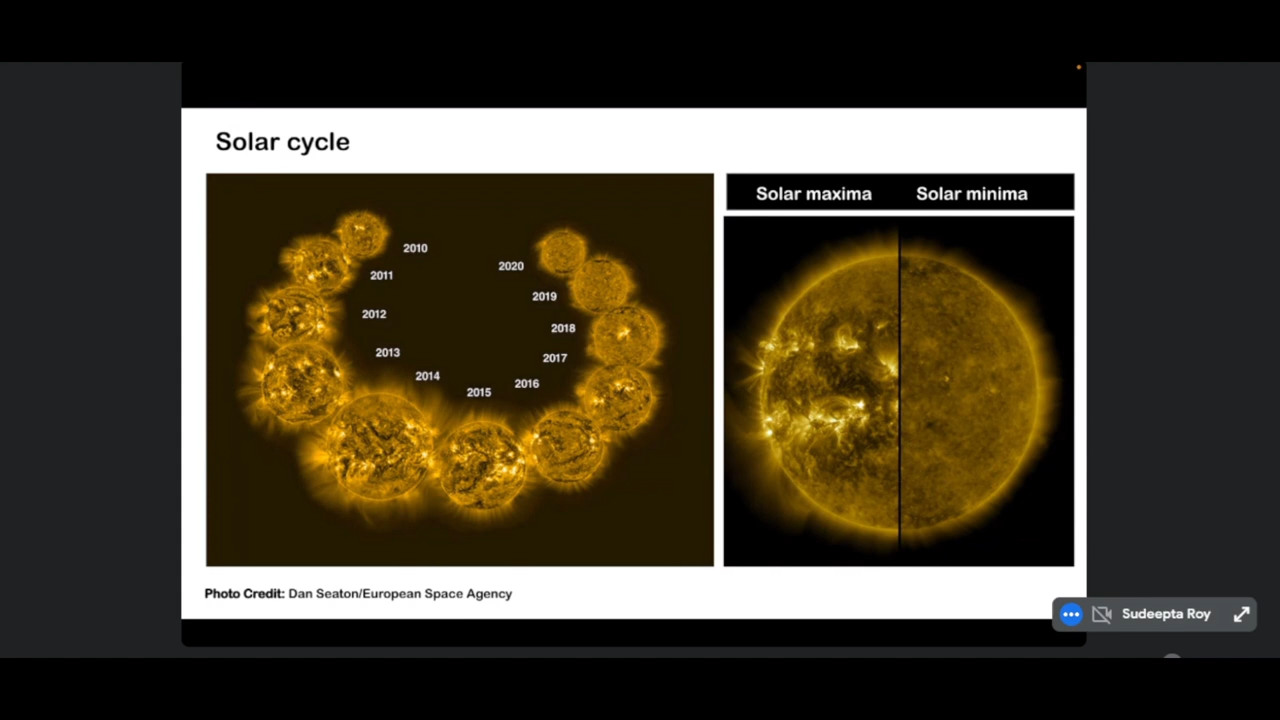 Solar cycle
Solar maxima
Solar minima
2010
2011
2012
2013
2014
2015
2016
2017
2018
2019
2020
Photo Credit: Dan Seaton/European Space Agency
Sudeepta Roy